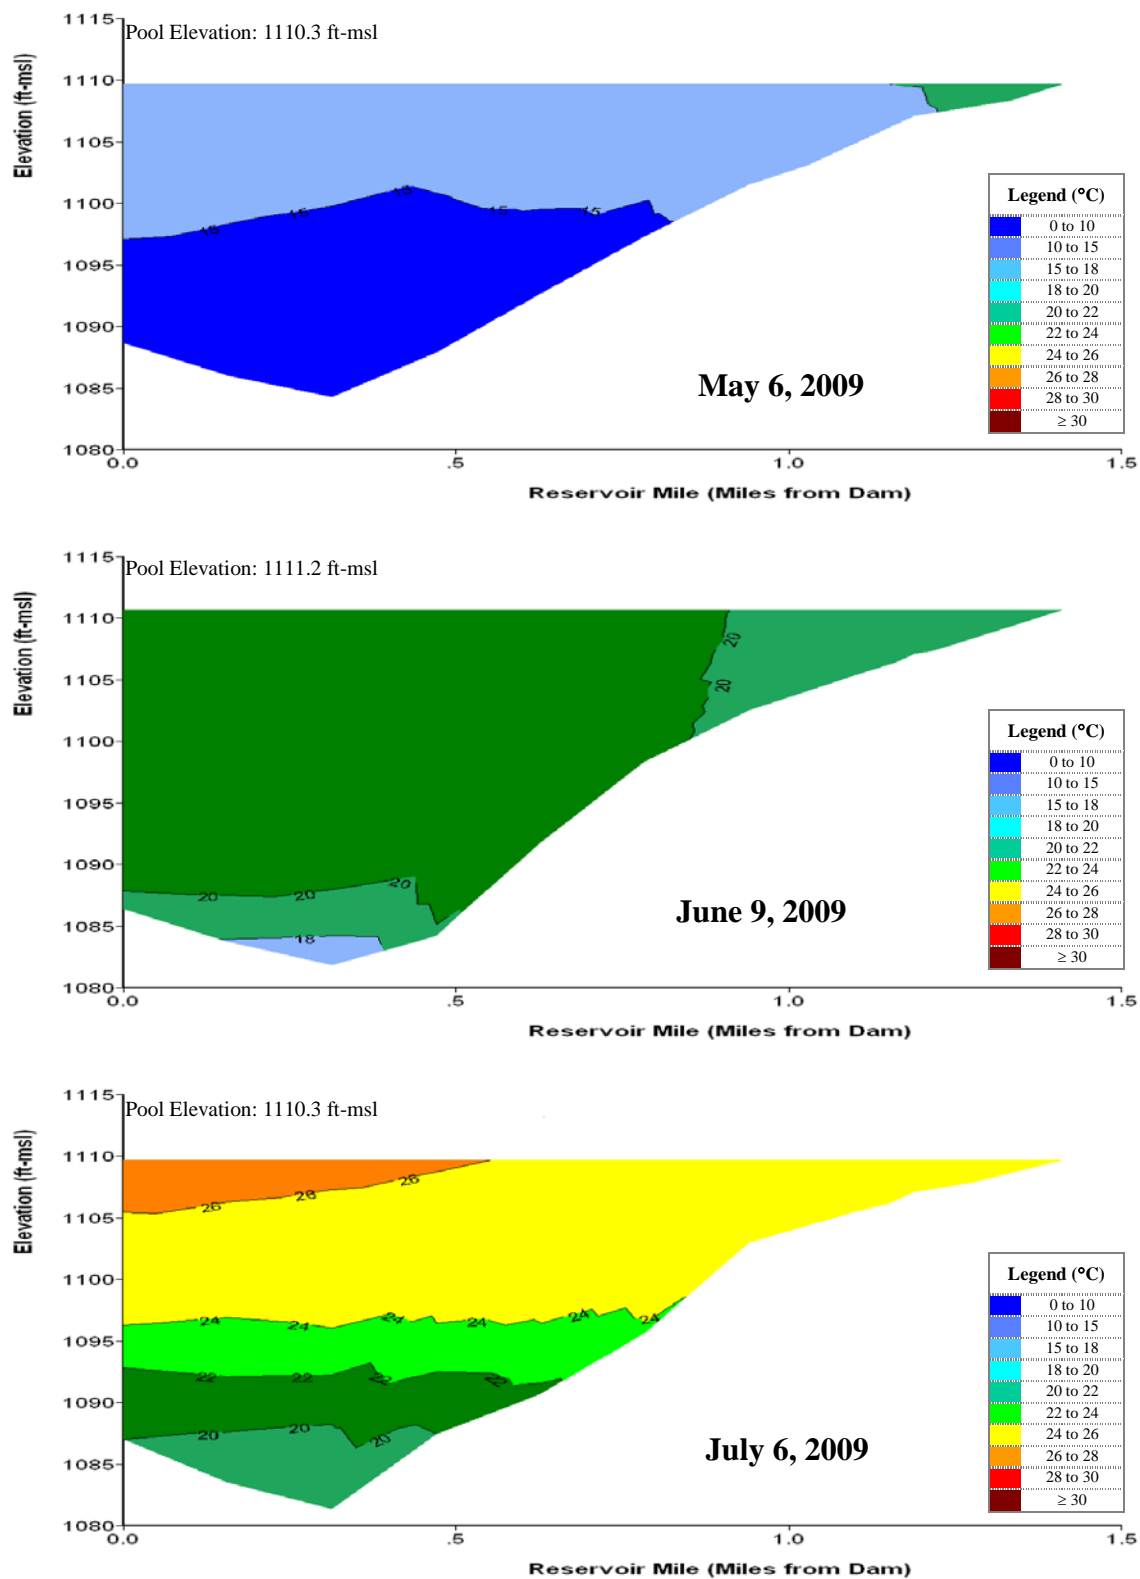 1115
Pool Elevation: 1110.3 ft-msl
Elevation (ft-msl)
1110
1105
1100
1095
1090
1085
1080
15
15
15
15
15
Legend (°C)
0 to 10
10 to 15
15 to 18
18 to 20
20 to 22
22 to 24
24 to 26
26 to 28
28 to 30
≥ 30
May 6, 2009
0.0 .5 1.0 1.5
Reservoir Mile (Miles from Dam)
1115
Pool Elevation: 1111.2 ft-msl
Elevation (ft-msl)
1110
1105
1100
1095
1090
1085
1080
20
20
20 20 20
18
Legend (°C)
0 to 10
10 to 15
15 to 18
18 to 20
20 to 22
22 to 24
24 to 26
26 to 28
28 to 30
≥ 30
June 9, 2009
0.0 .5 1.0 1.5
Reservoir Mile (Miles from Dam)
1115
Pool Elevation: 1110.3 ft-msl
Elevation (ft-msl)
1110
1105
1100
1095
1090
1085
1080
26 26 26
24 24 24 24 24 24
22 22 22 22
20 20 20
Legend (°C)
0 to 10
10 to 15
15 to 18
18 to 20
20 to 22
22 to 24
24 to 26
26 to 28
28 to 30
≥ 30
July 6, 2009
0.0 .5 1.0 1.5
Reservoir Mile (Miles from Dam)